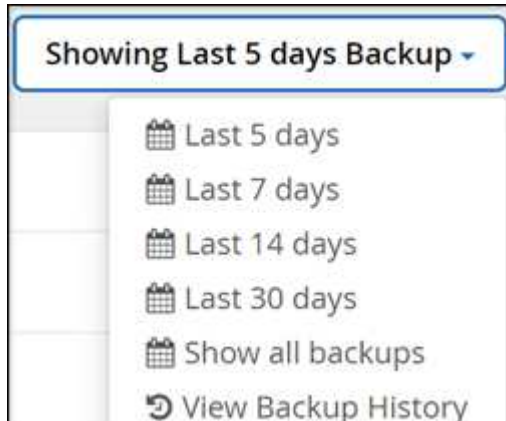 Showing Last 5 days Backup
Last 5 days
Last 7 days
Last 14 days
Last 30 days
Show all backups
View Backup History